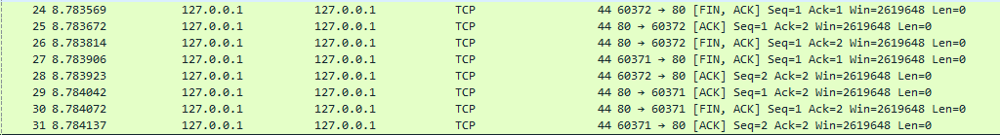 24 8.783569 127.0.0.1 127.0.0.1 TCP 44 60372 → 80 [FIN, ACK] Seq=1 Ack=1 Win=2619648 Len=0
25 8.783672 127.0.0.1 127.0.0.1 TCP 44 80 → 60372 [ACK] Seq=1 Ack=2 Win=2619648 Len=0
26 8.783814 127.0.0.1 127.0.0.1 TCP 44 80 → 60372 [FIN, ACK] Seq=1 Ack=2 Win=2619648 Len=0
27 8.783906 127.0.0.1 127.0.0.1 TCP 44 60371 → 80 [FIN, ACK] Seq=1 Ack=1 Win=2619648 Len=0
28 8.783923 127.0.0.1 127.0.0.1 TCP 44 60372 → 80 [ACK] Seq=2 Ack=2 Win=2619648 Len=0
29 8.784042 127.0.0.1 127.0.0.1 TCP 44 80 → 60371 [ACK] Seq=1 Ack=2 Win=2619648 Len=0
30 8.784072 127.0.0.1 127.0.0.1 TCP 44 80 → 60371 [FIN, ACK] Seq=1 Ack=2 Win=2619648 Len=0
31 8.784137 127.0.0.1 127.0.0.1 TCP 44 60371 → 80 [ACK] Seq=2 Ack=2 Win=2619648 Len=0